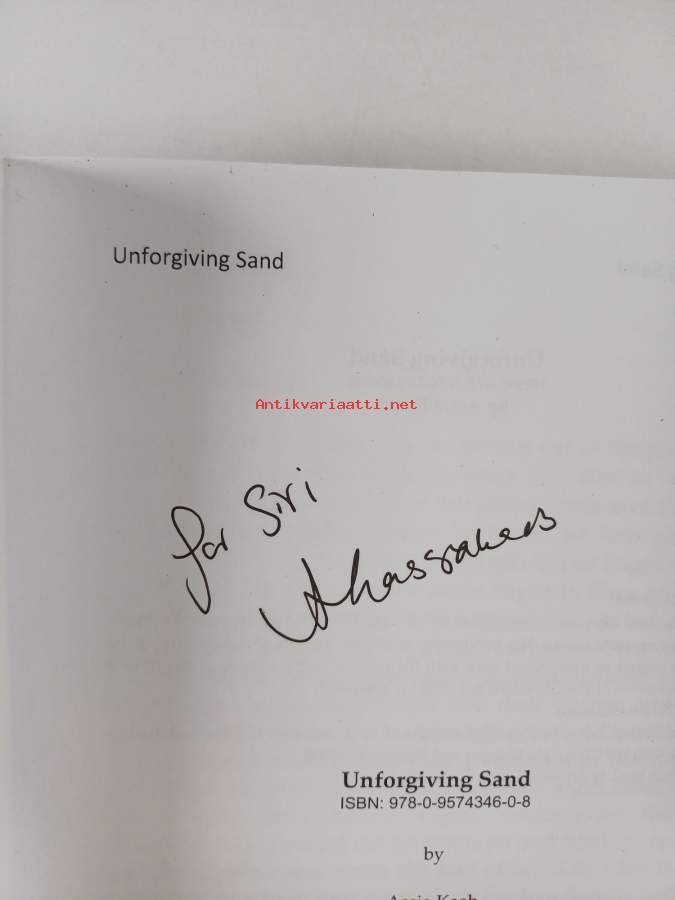 Unforgiving Sand
Antikvariaatti.net
for Siri
Unforgiving Sand
ISBN: 978-0-9574346-0-8
by